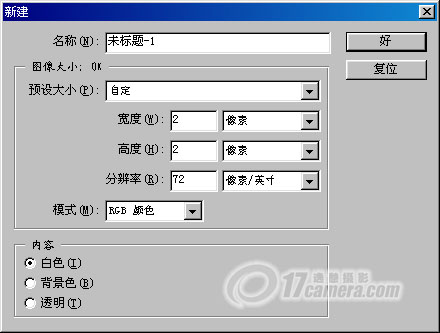 新建
名称(N): 未标题-1
好
复位
图像大小: 0K
预设大小(P): 自定
宽度(W): 2 像素
高度(H): 2 像素
分辨率(R): 72 像素/英寸
模式(M): RGB 颜色
内容
白色(I)
背景色(B)
透明(T)
17camera.com